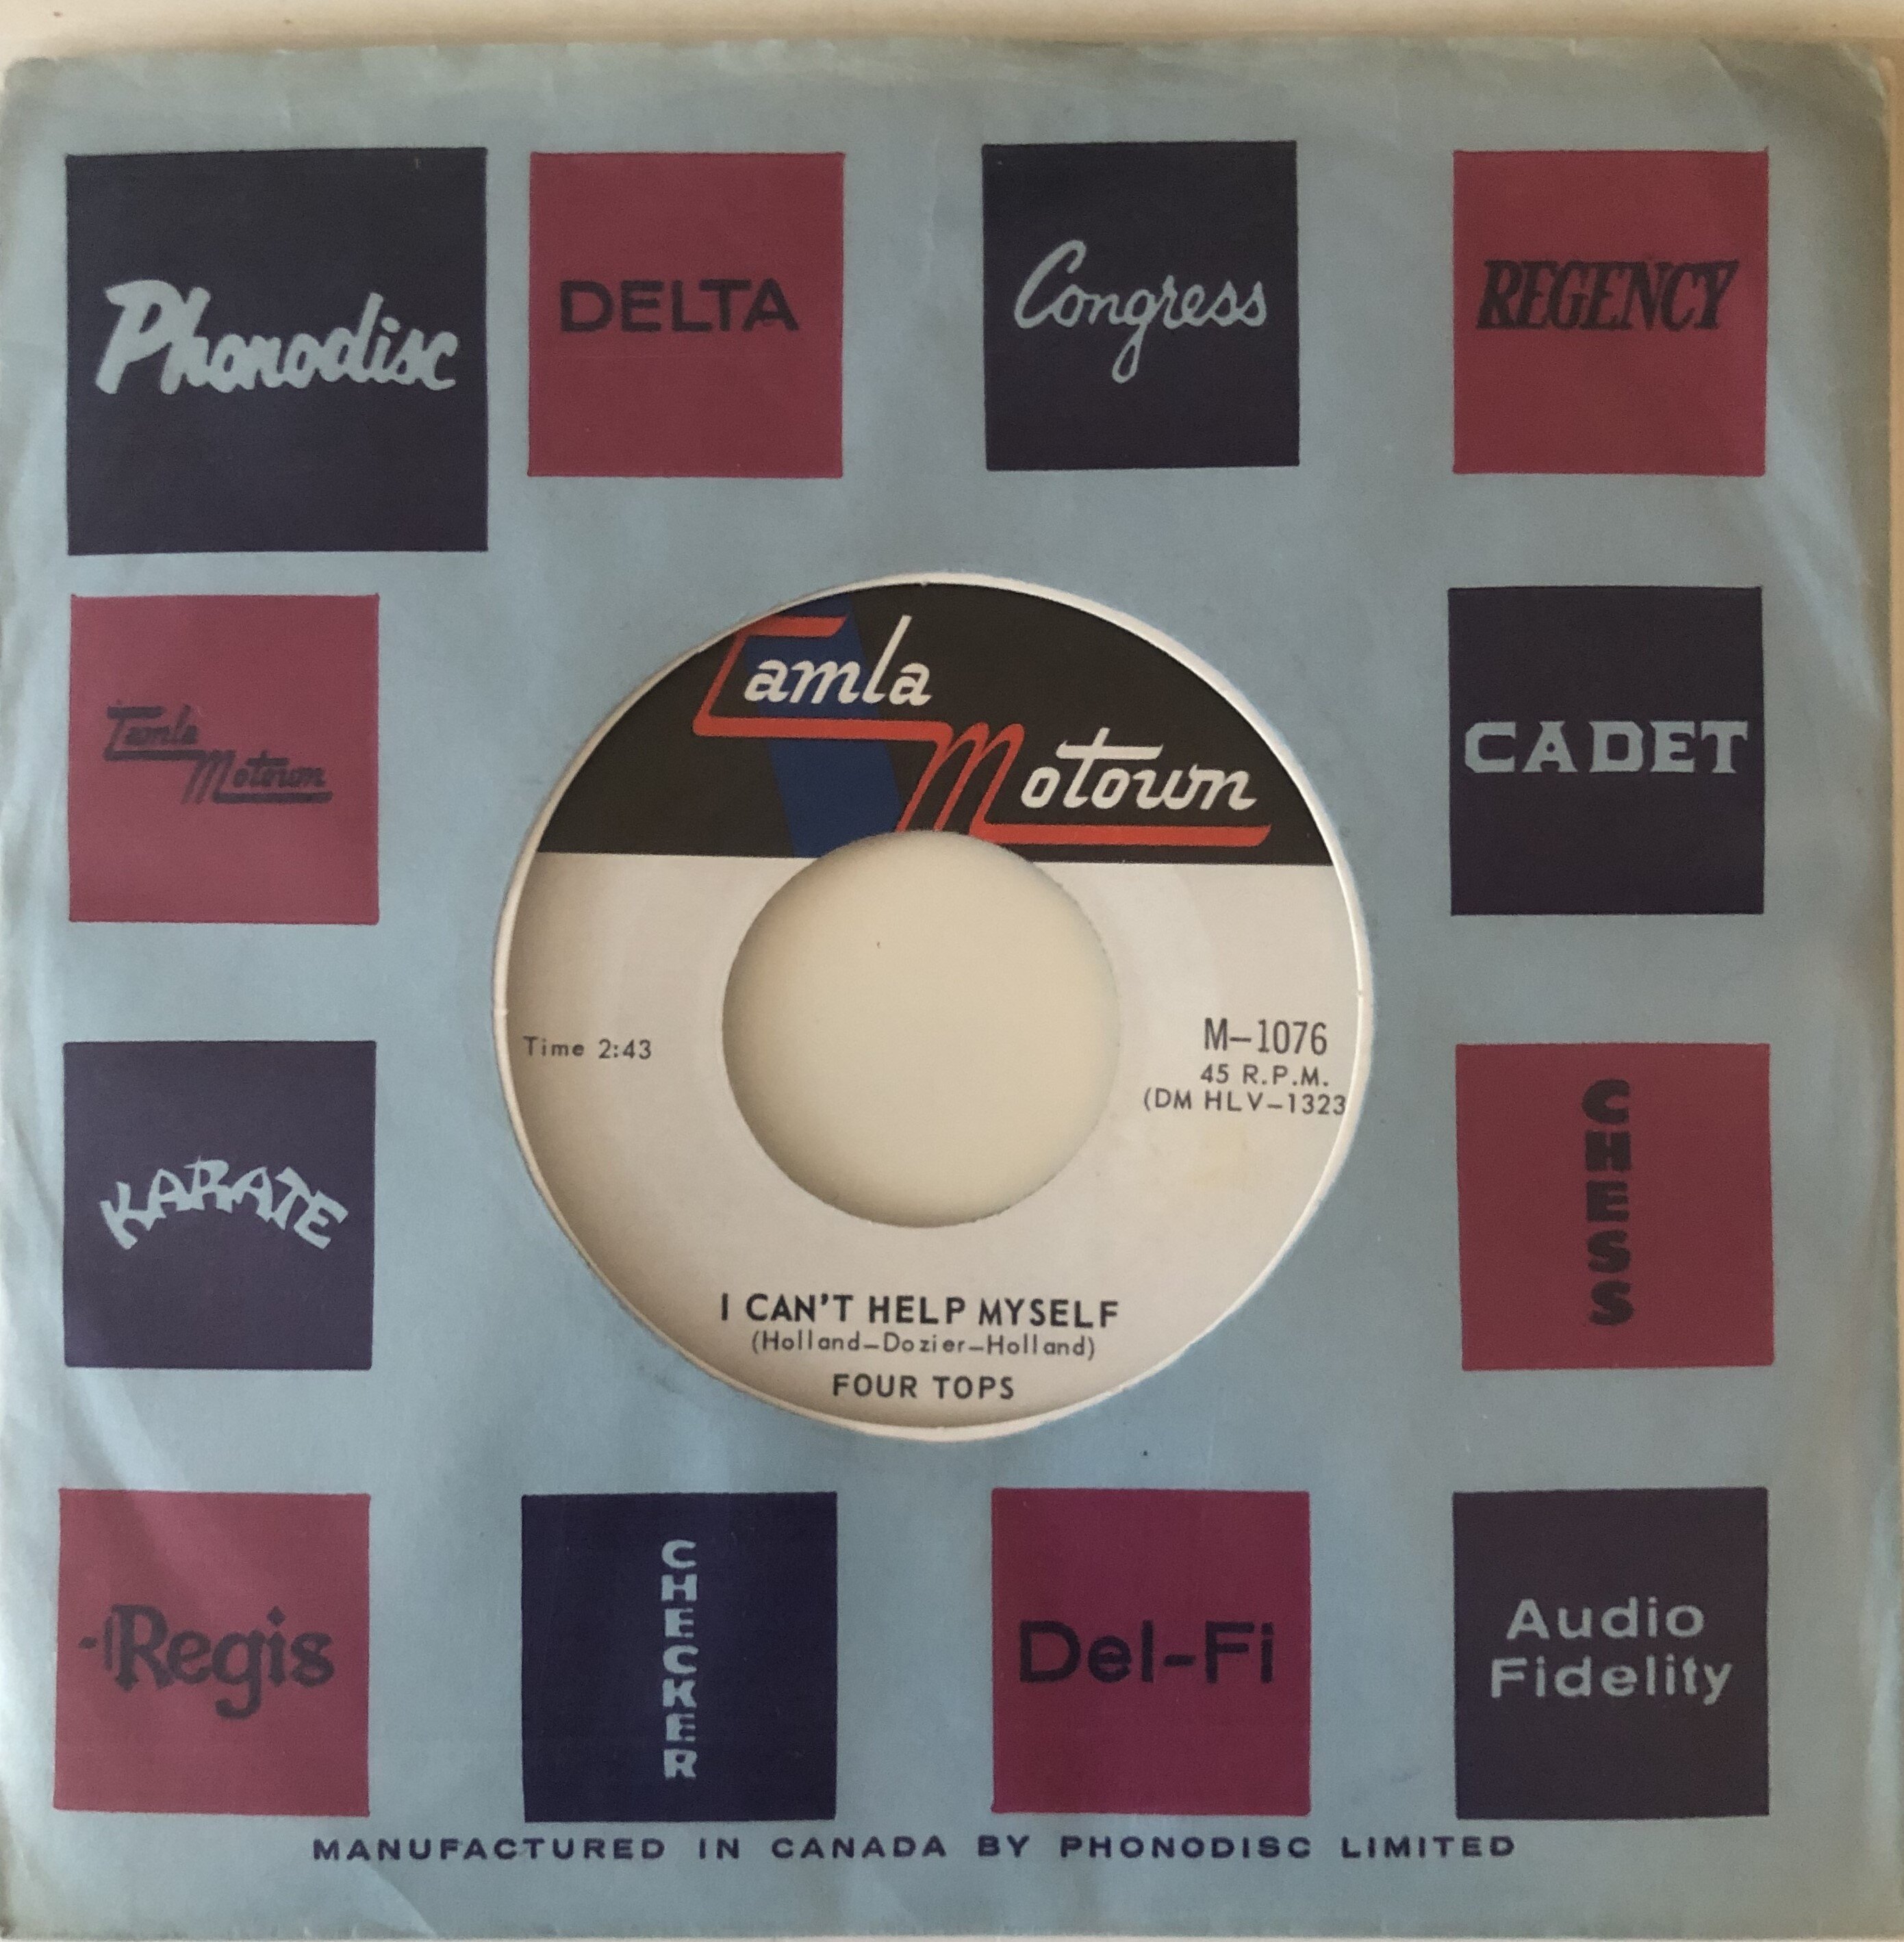 Phonodisc
DELTA
Congress
REGENCY
Tamla
Motown
Tamla
Motown
CADET
KARATE
Time 2:43
M-1076
45 R.P.M.
(DM HLV-1323
CHESS
I CAN'T HELP MYSELF
(Holland-Dozier-Holland)
FOUR TOPS
Regis
CHECKER
Del-Fi
Audio
Fidelity
MANUFACTURED IN CANADA BY PHONODISC LIMITED